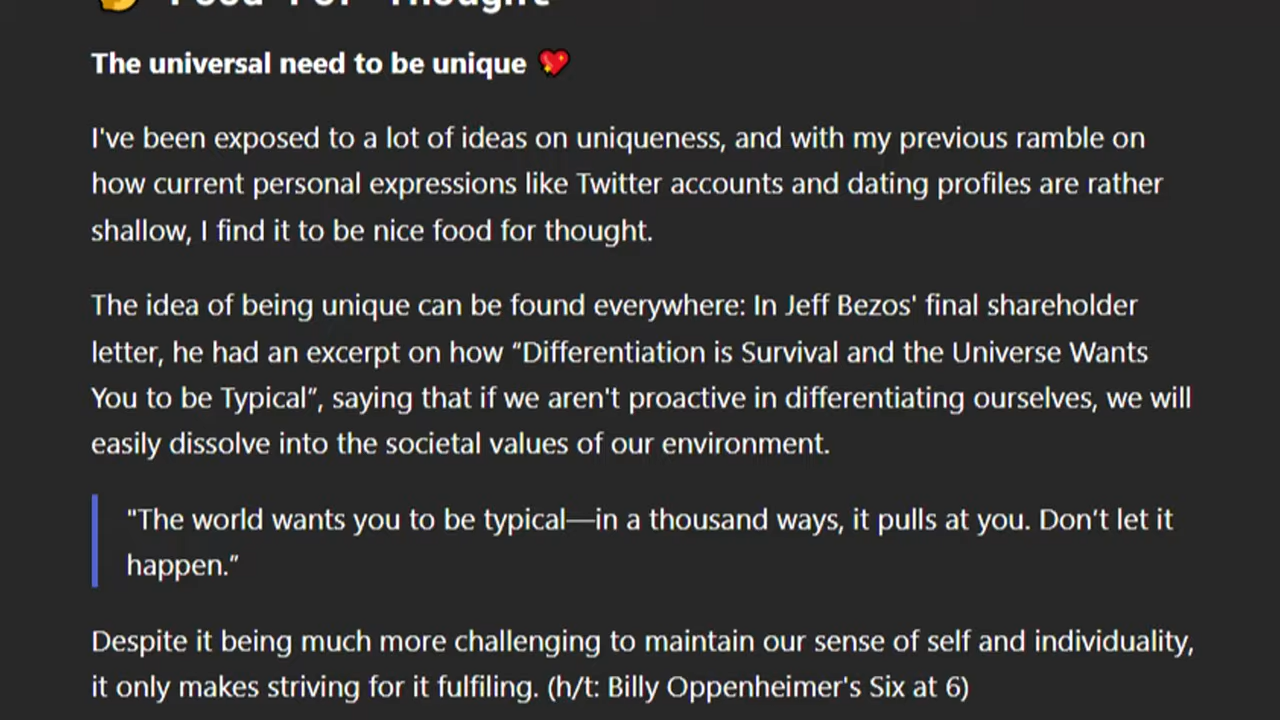 Food For Thought
The universal need to be unique
I've been exposed to a lot of ideas on uniqueness, and with my previous ramble on
how current personal expressions like Twitter accounts and dating profiles are rather
shallow, I find it to be nice food for thought.
The idea of being unique can be found everywhere: In Jeff Bezos' final shareholder
letter, he had an excerpt on how “Differentiation is Survival and the Universe Wants
You to be Typical”, saying that if we aren't proactive in differentiating ourselves, we will
easily dissolve into the societal values of our environment.
"The world wants you to be typical—in a thousand ways, it pulls at you. Don’t let it
happen.”
Despite it being much more challenging to maintain our sense of self and individuality,
it only makes striving for it fulfiling. (h/t: Billy Oppenheimer's Six at 6)